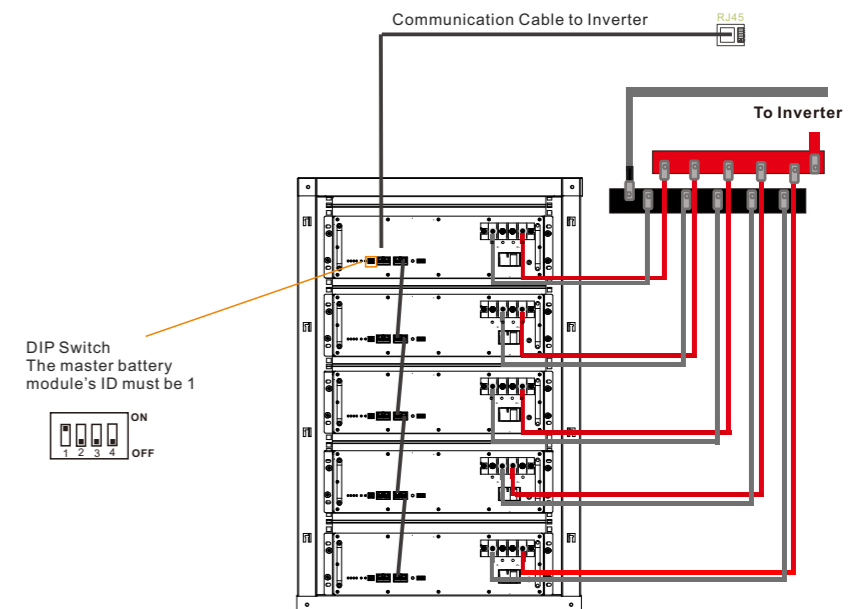 Communication Cable to Inverter
RJ45
To Inverter
DIP Switch
The master battery
module's ID must be 1
ON
1 2 3 4
OFF